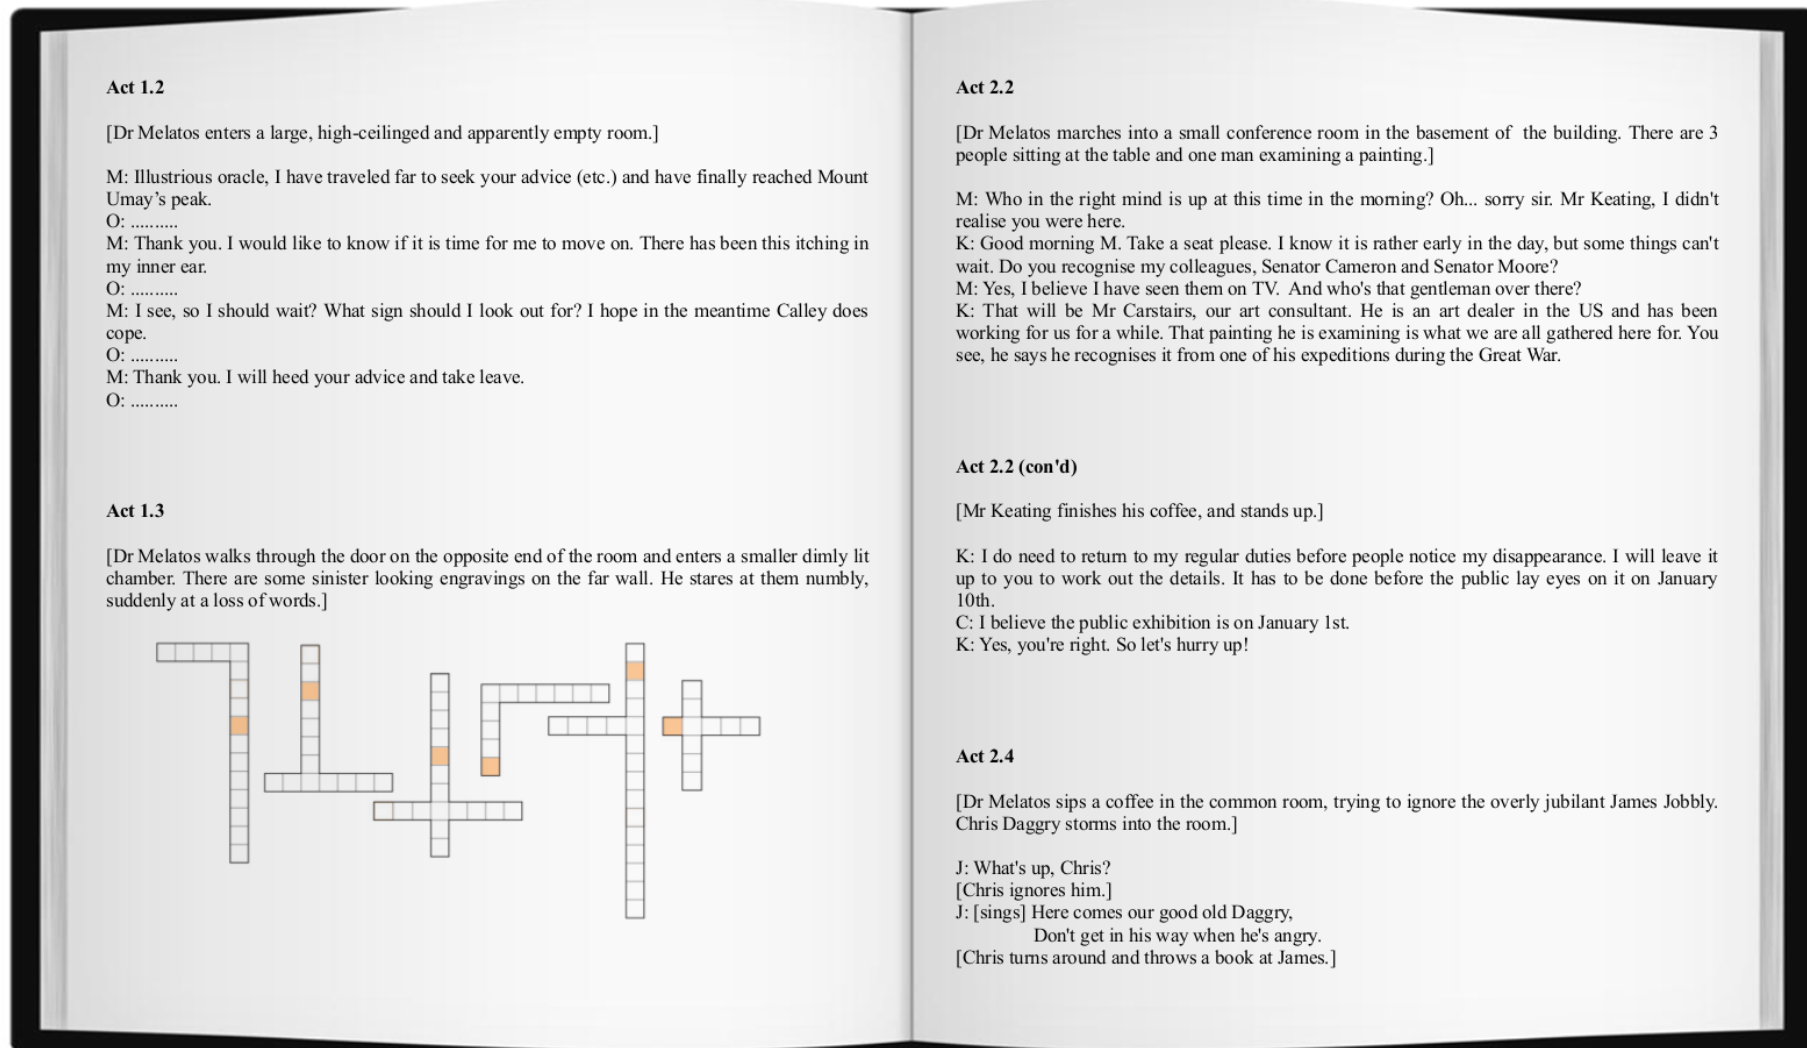 Act 1.2
[Dr Melatos enters a large, high-ceilinged and apparently empty room.]
M: Illustrious oracle, I have traveled far to seek your advice (etc.) and have finally reached Mount
Umay’s peak.
O: ..........
M: Thank you. I would like to know if it is time for me to move on. There has been this itching in
my inner ear.
O: ..........
M: I see, so I should wait? What sign should I look out for? I hope in the meantime Calley does
cope.
O: ..........
M: Thank you. I will heed your advice and take leave.
O: ..........
Act 1.3
[Dr Melatos walks through the door on the opposite end of the room and enters a smaller dimly lit
chamber. There are some sinister looking engravings on the far wall. He stares at them numbly,
suddenly at a loss of words.]
Act 2.2
[Dr Melatos marches into a small conference room in the basement of the building. There are 3
people sitting at the table and one man examining a painting.]
M: Who in the right mind is up at this time in the morning? Oh... sorry sir. Mr Keating, I didn't
realise you were here.
K: Good morning M. Take a seat please. I know it is rather early in the day, but some things can't
wait. Do you recognise my colleagues, Senator Cameron and Senator Moore?
M: Yes, I believe I have seen them on TV. And who's that gentleman over there?
K: That will be Mr Carstairs, our art consultant. He is an art dealer in the US and has been
working for us for a while. That painting he is examining is what we are all gathered here for. You
see, he says he recognises it from one of his expeditions during the Great War.
Act 2.2 (con'd)
[Mr Keating finishes his coffee, and stands up.]
K: I do need to return to my regular duties before people notice my disappearance. I will leave it
up to you to work out the details. It has to be done before the public lay eyes on it on January
10th.
C: I believe the public exhibition is on January 1st.
K: Yes, you're right. So let's hurry up!
Act 2.4
[Dr Melatos sips a coffee in the common room, trying to ignore the overly jubilant James Jobbly.
Chris Daggry storms into the room.]
J: What's up, Chris?
[Chris ignores him.]
J: [sings] Here comes our good old Daggry,
Don't get in his way when he's angry.
[Chris turns around and throws a book at James.]